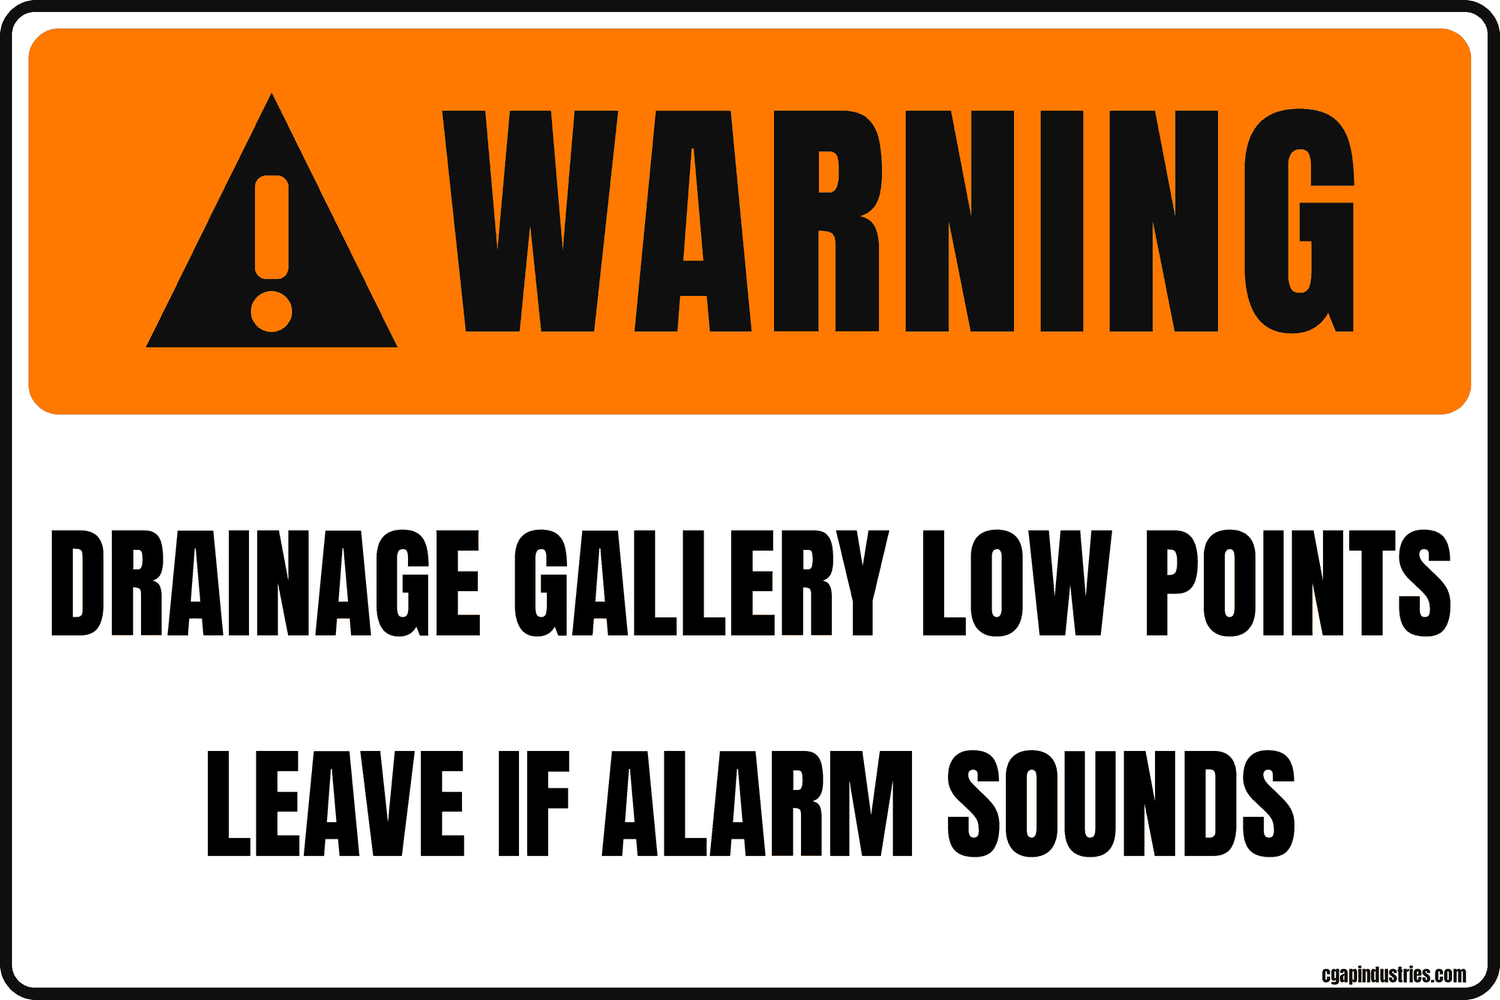 WARNING
DRAINAGE GALLERY LOW POINTS
LEAVE IF ALARM SOUNDS
cgapindustries.com